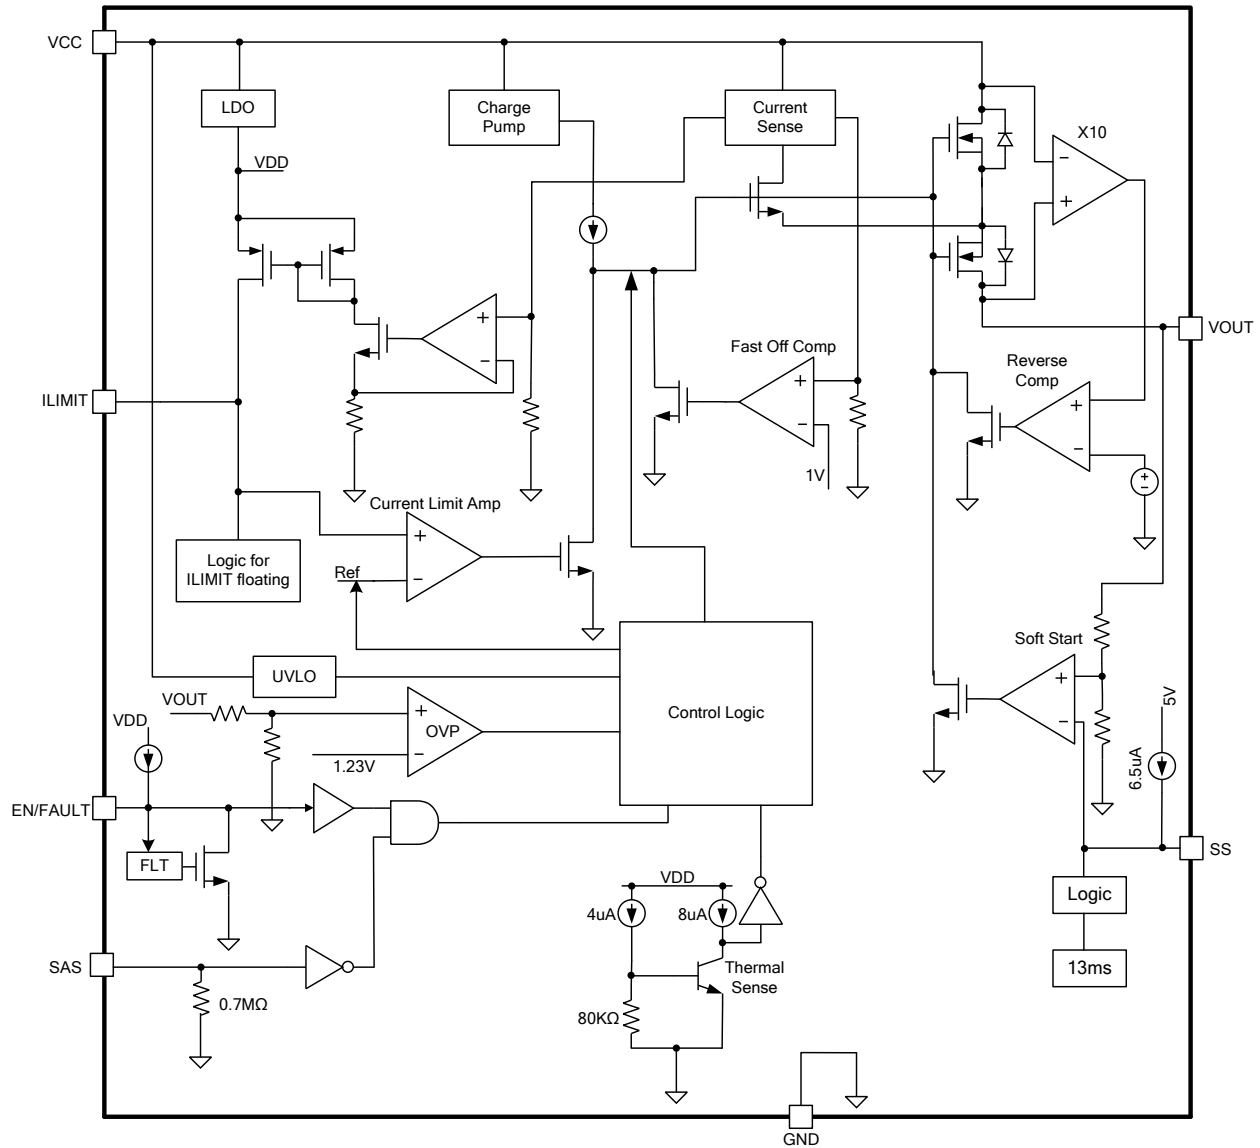 VCC
LDO
Charge
Pump
Current
Sense
X10
−
+
VDD
+
−
VOUT
Fast Off Comp
+
−
1V
Reverse
Comp
+
−
+
−
ILIMIT
Current Limit Amp
+
−
Ref
Logic for
ILIMIT floating
Soft Start
+
−
UVLO
Control Logic
VOUT
+
OVP
−
1.23V
VDD
5V
6.5uA
EN/FAULT
FLT
SS
Logic
13ms
VDD
4uA
8uA
Thermal
Sense
80KΩ
SAS
0.7MΩ
GND